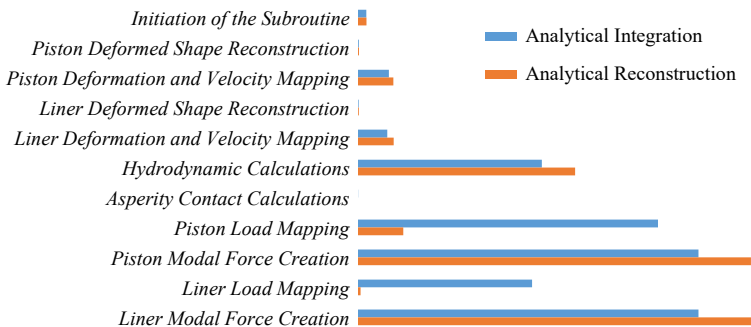 Initiation of the Subroutine
Piston Deformed Shape Reconstruction
Piston Deformation and Velocity Mapping
Liner Deformed Shape Reconstruction
Liner Deformation and Velocity Mapping
Hydrodynamic Calculations
Asperity Contact Calculations
Piston Load Mapping
Piston Modal Force Creation
Liner Load Mapping
Liner Modal Force Creation
Analytical Integration
Analytical Reconstruction